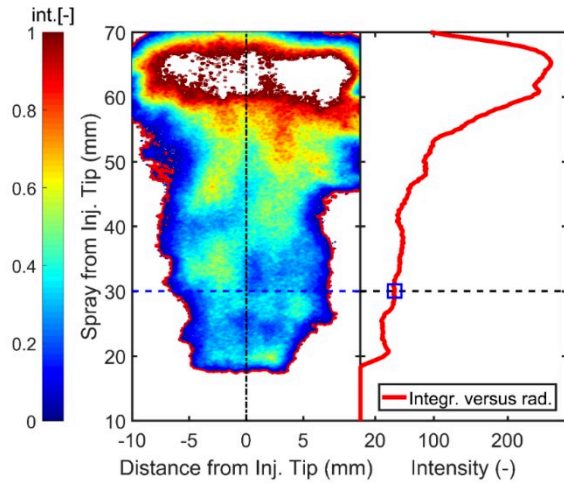 int.[-]
1
0.8
0.6
0.4
0.2
0
Spray from Inj. Tip (mm)
70
60
50
40
30
20
10
-10 -5 0 5
Distance from Inj. Tip (mm)
Integr. versus rad.
20 100 200
Intensity (-)